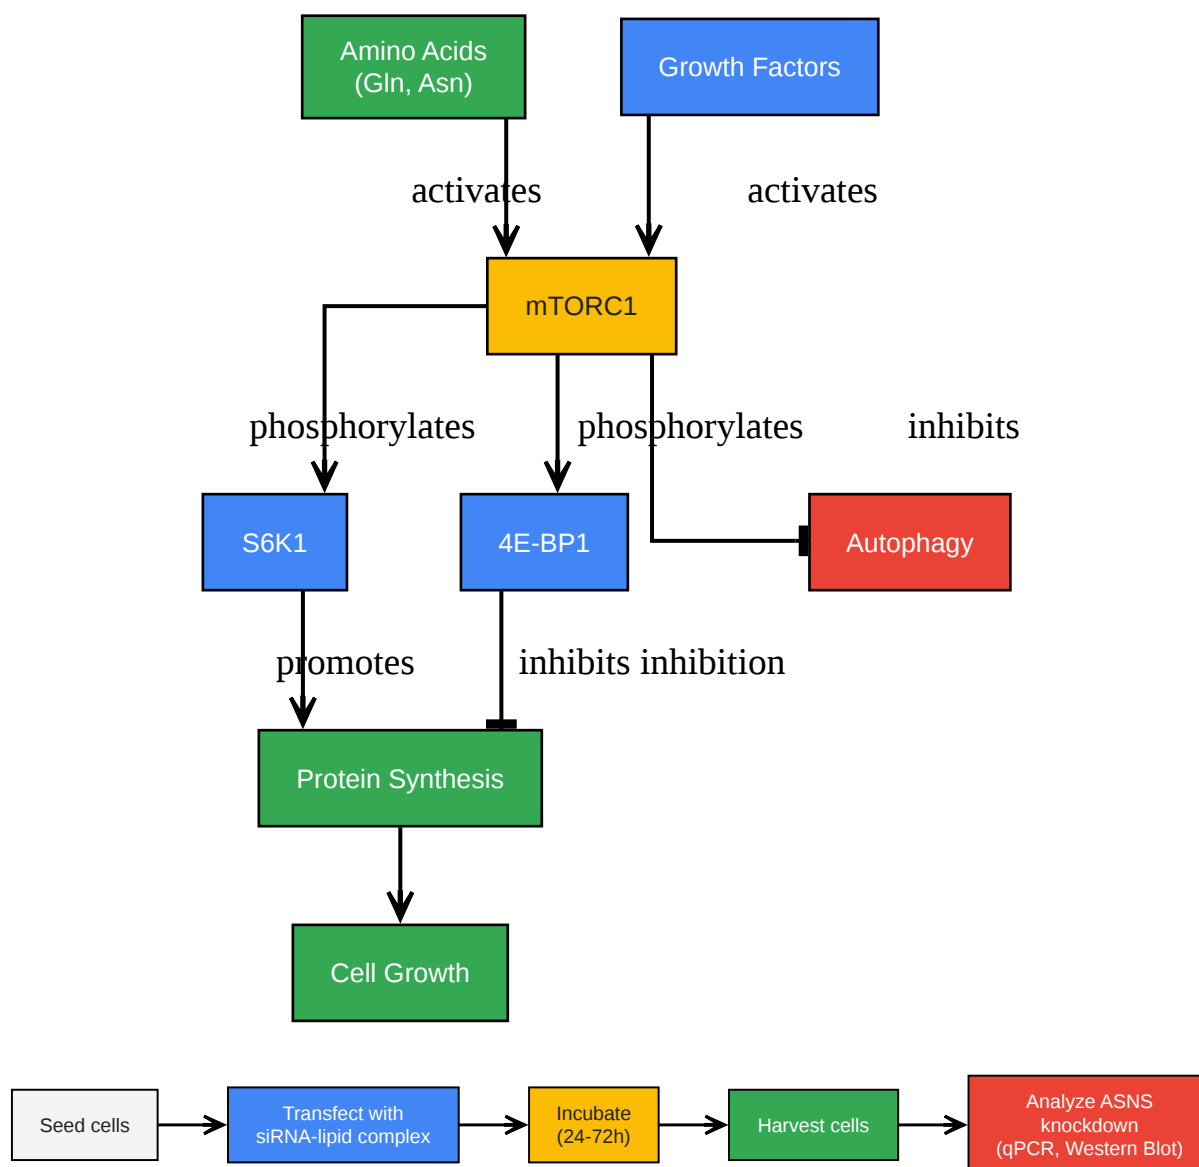 Amino Acids
(Gln, Asn)
Growth Factors
activates
activates
mTORC1
phosphorylates
phosphorylates
inhibits
S6K1
4E-BP1
Autophagy
promotes
inhibits inhibition
Protein Synthesis
Cell Growth
Seed cells
Transfect with
siRNA-lipid complex
Incubate
(24-72h)
Harvest cells
Analyze ASNS
knockdown
(qPCR, Western Blot)